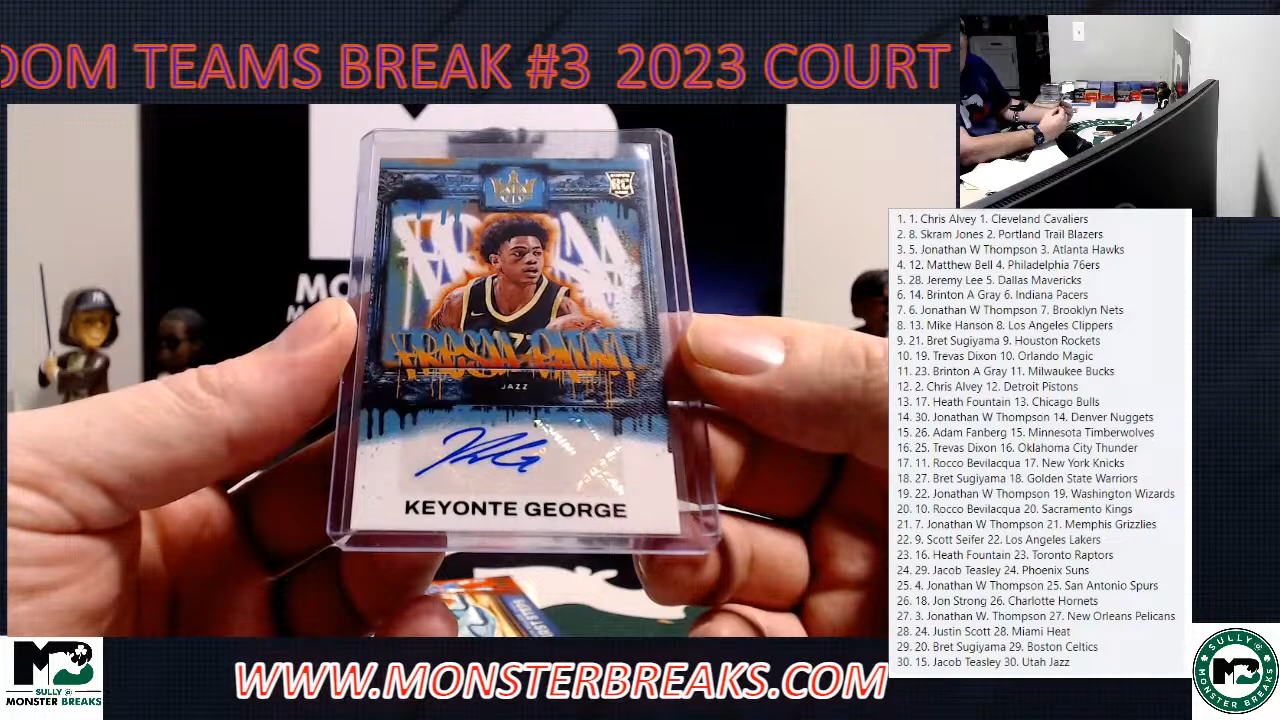 DOM TEAMS BREAK #3 2023 COURT
RC
FRESH PAINT
JAZZ
KEYONTE GEORGE
MO
1. 1. Chris Alvey 1. Cleveland Cavaliers
2. 8. Skram Jones 2. Portland Trail Blazers
3. 5. Jonathan W Thompson 3. Atlanta Hawks
4. 12. Matthew Bell 4. Philadelphia 76ers
5. 28. Jeremy Lee 5. Dallas Mavericks
6. 14. Brinton A Gray 6. Indiana Pacers
7. 6. Jonathan W Thompson 7. Brooklyn Nets
8. 13. Mike Hanson 8. Los Angeles Clippers
9. 21. Bret Sugiyama 9. Houston Rockets
10. 19. Trevas Dixon 10. Orlando Magic
11. 23. Brinton A Gray 11. Milwaukee Bucks
12. 2. Chris Alvey 12. Detroit Pistons
13. 17. Heath Fountain 13. Chicago Bulls
14. 30. Jonathan W Thompson 14. Denver Nuggets
15. 26. Adam Fanberg 15. Minnesota Timberwolves
16. 25. Trevas Dixon 16. Oklahoma City Thunder
17. 11. Rocco Bevilacqua 17. New York Knicks
18. 27. Bret Sugiyama 18. Golden State Warriors
19. 22. Jonathan W Thompson 19. Washington Wizards
20. 10. Rocco Bevilacqua 20. Sacramento Kings
21. 7. Jonathan W Thompson 21. Memphis Grizzlies
22. 9. Scott Seifer 22. Los Angeles Lakers
23. 16. Heath Fountain 23. Toronto Raptors
24. 29. Jacob Teasley 24. Phoenix Suns
25. 4. Jonathan W Thompson 25. San Antonio Spurs
26. 18. Jon Strong 26. Charlotte Hornets
27. 3. Jonathan W. Thompson 27. New Orleans Pelicans
28. 24. Justin Scott 28. Miami Heat
29. 20. Bret Sugiyama 29. Boston Celtics
30. 15. Jacob Teasley 30. Utah Jazz
MB
SULLY @
MONSTER BREAKS
WWW.MONSTERBREAKS.COM
SULLY@
MB
MONSTER BREAKS